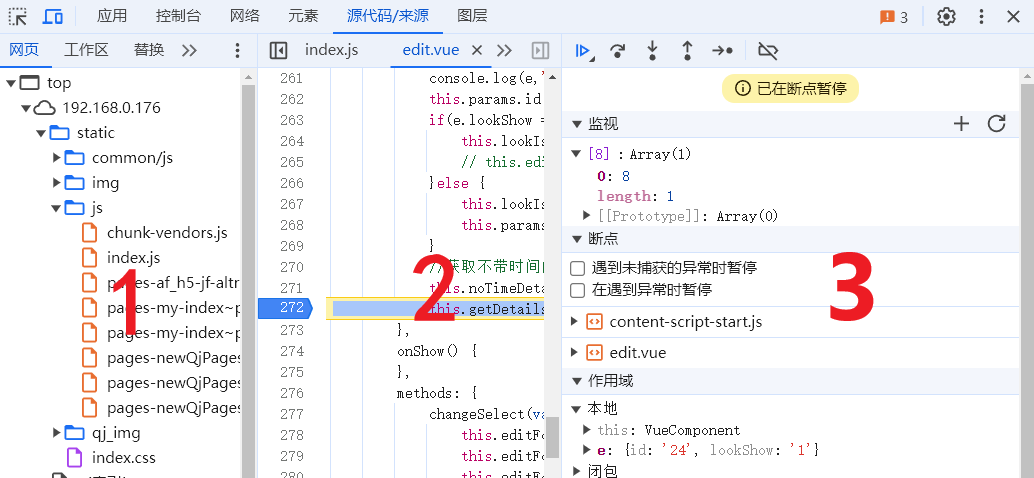 应用 控制台 网络 元素 源代码/来源 图层 3
网页 工作区 替换
top
192.168.0.176
static
common/js
img
js
chunk-vendors.js
index.js
pages-af_h5-jf-altr
pages-my-index~p
pages-my-index~p
pages-newQjPages
pages-newQjPages
pages-newQjPages
qj_img
index.css
1
index.js edit.vue
261 console.log(e,'
262 this.params.id
263 if(e.lookShow =
264 this.lookIs
265 // this.edi
266 }else {
267 this.lookIs
268 this.params
269 }
270 //获取不带时间
271 this.noTimeDeta
272 this.getDetails
273 },
274 onShow() {
275 },
276 methods: {
277 changeSelect(va
278 this.editFo
279 this.editFo
280 this.editFo
2
已在断点暂停
监视
[8] : Array(1)
0: 8
length: 1
[[Prototype]]: Array(0)
断点
遇到未捕获的异常时暂停
在遇到异常时暂停
content-script-start.js
edit.vue
作用域
本地
this: VueComponent
e: {id: '24', lookShow: '1'}
闭包
3